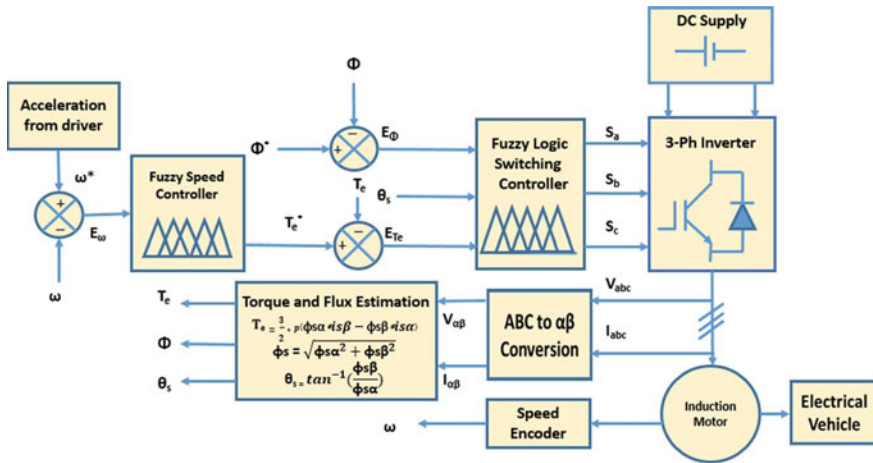 DC Supply
Φ
Acceleration
from driver
ω*
+
−
Eω
ω
Fuzzy Speed
Controller
Φ*
−
+
EΦ
Te
θs
Te*
−
+
ETe
Fuzzy Logic
Switching
Controller
Sa
Sb
Sc
3-Ph Inverter
Te
Φ
θs
Torque and Flux Estimation
Te = 3/2 * p(ϕsα*isβ − ϕsβ*isα)
ϕs = √ϕsα² + ϕsβ²
θs = tan⁻¹(ϕsβ/ϕsα)
Vαβ
Iαβ
ABC to αβ
Conversion
Vabc
Iabc
ω
Speed
Encoder
Induction
Motor
Electrical
Vehicle